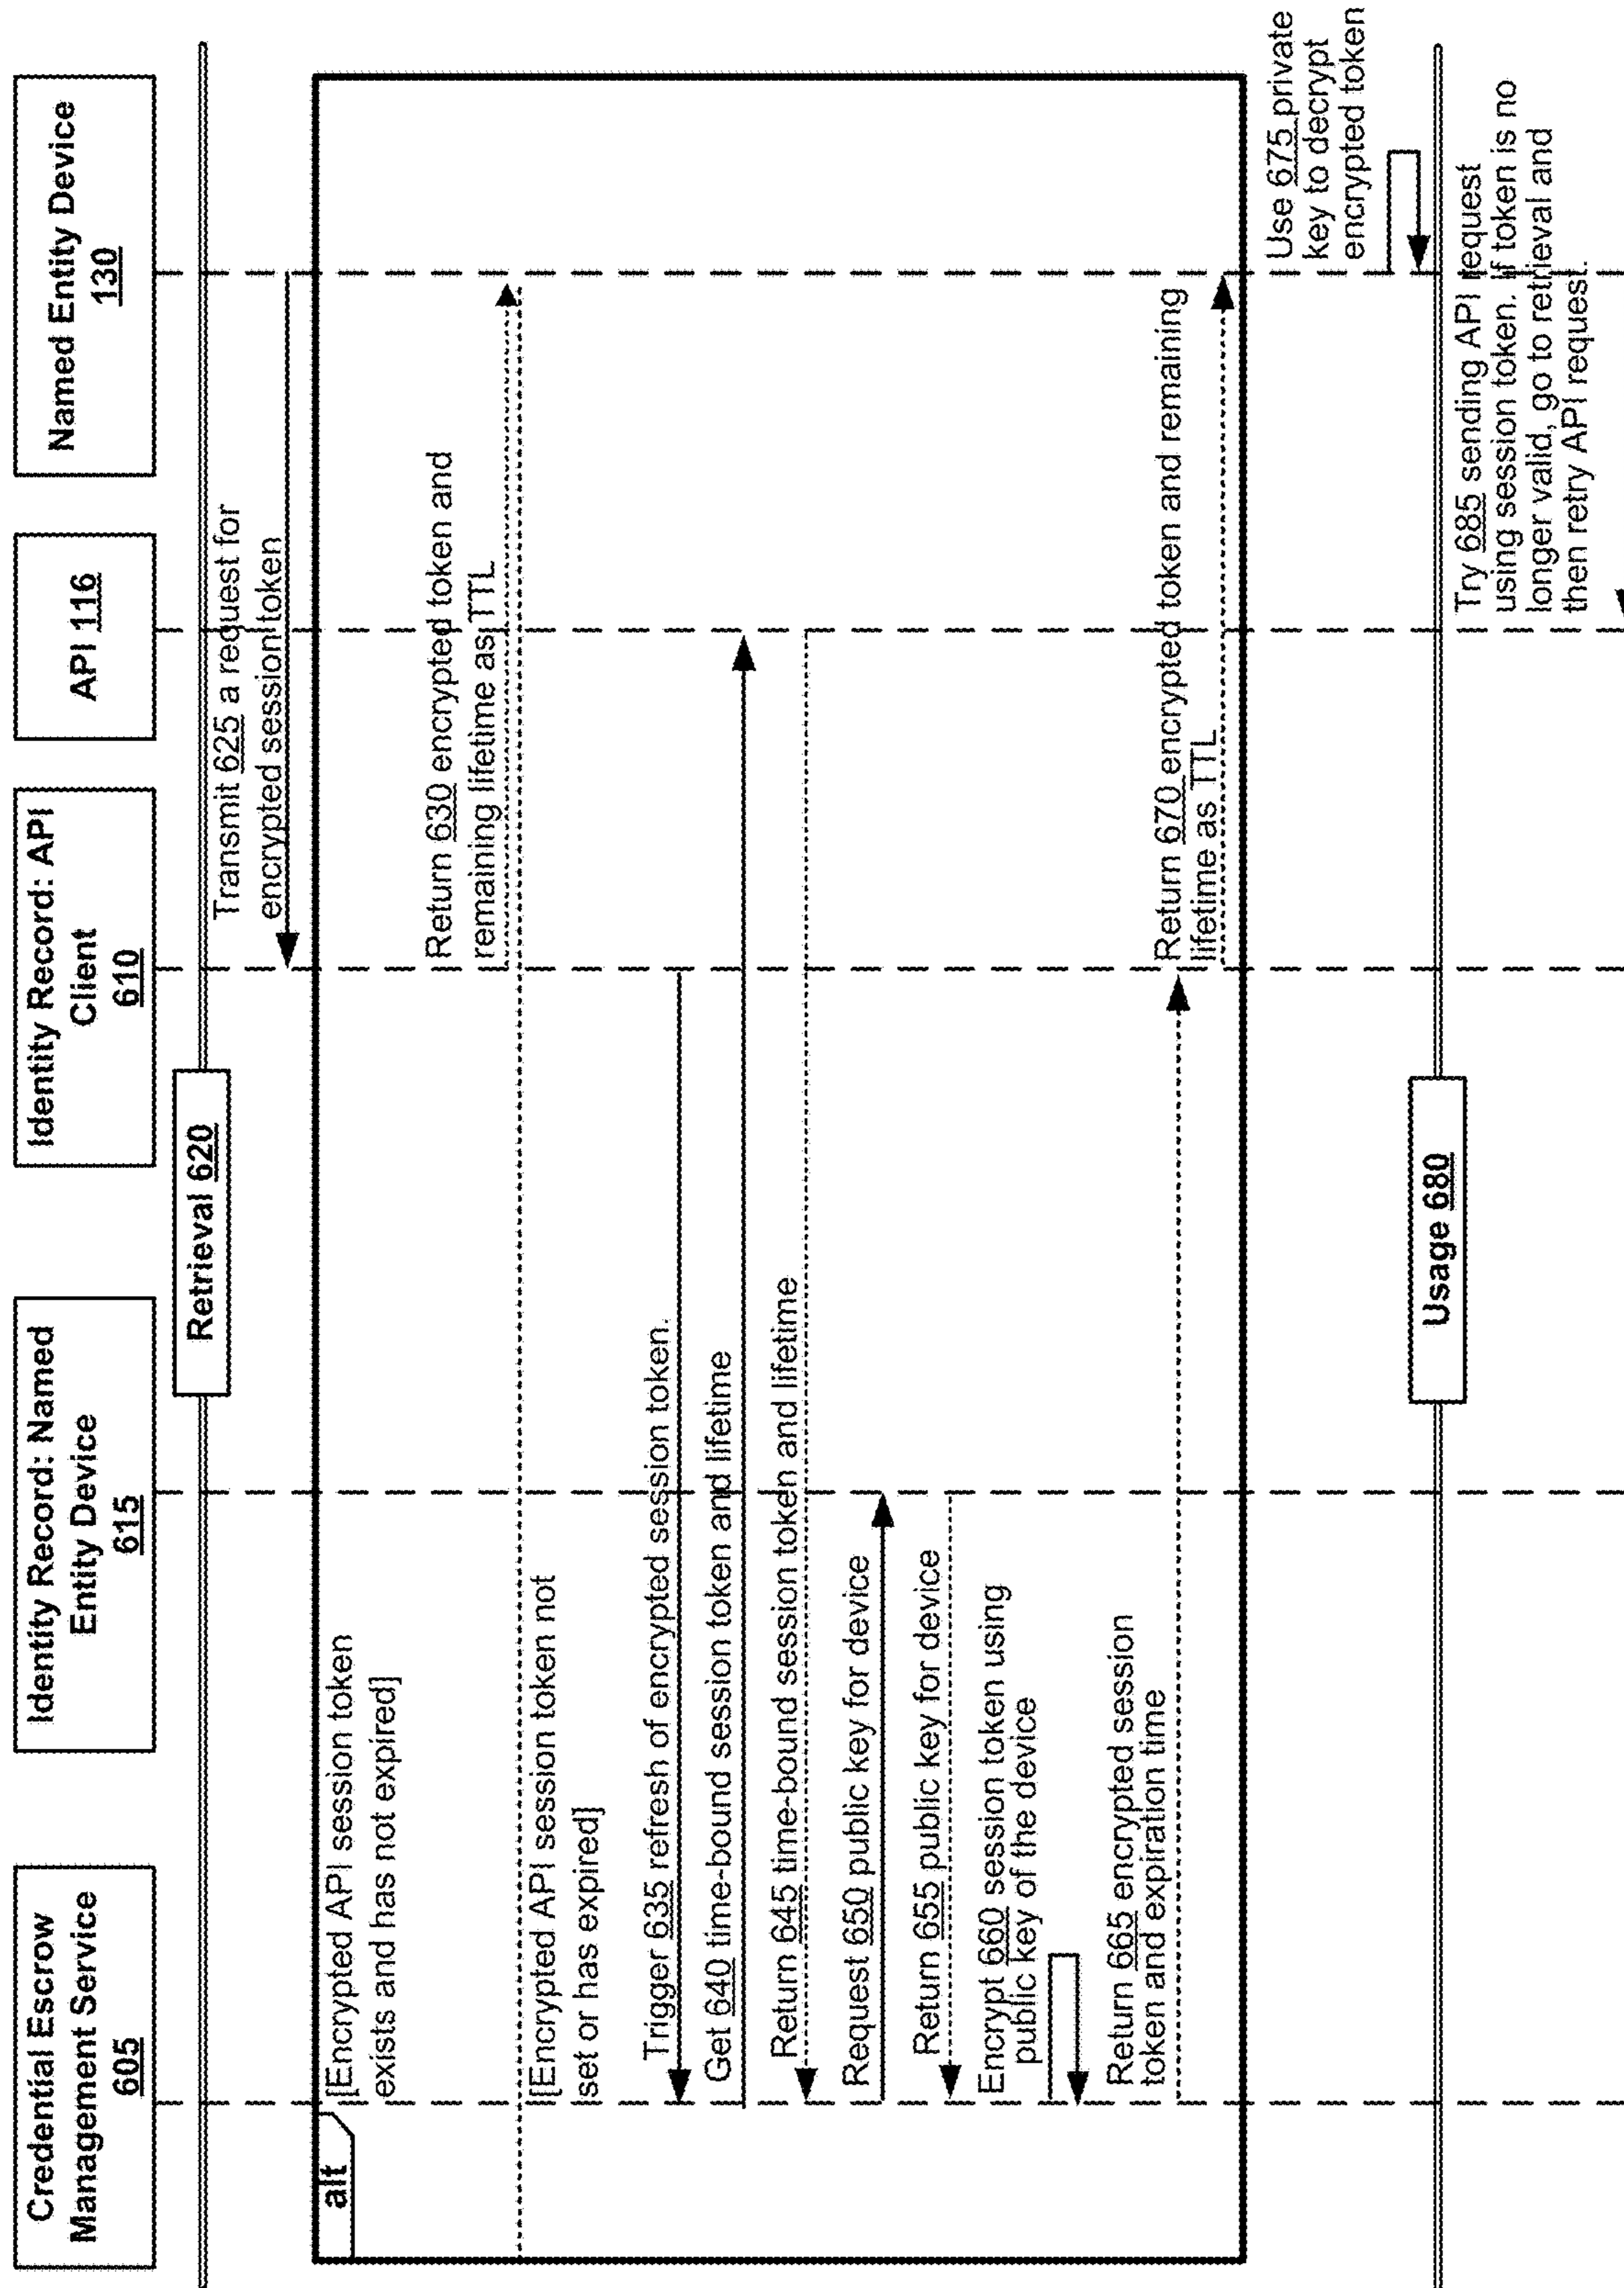 Credential Escrow
Management Service
605
Identity Record: Named
Entity Device
615
Identity Record: API
Client
610
API 116
Named Entity Device
130
Retrieval 620
Transmit 625 a request for
encrypted session token
alt
[Encrypted API session token
exists and has not expired]
Return 630 encrypted token and
remaining lifetime as TTL
[Encrypted API session token not
set or has expired]
Trigger 635 refresh of encrypted session token.
Get 640 time-bound session token and lifetime
Return 645 time-bound session token and lifetime
Request 650 public key for device
Return 655 public key for device
Encrypt 660 session token using
public key of the device
Return 665 encrypted session
token and expiration time
Return 670 encrypted token and remaining
lifetime as TTL
Use 675 private
key to decrypt
encrypted token
Usage 680
Try 685 sending API request
using session token. If token is no
longer valid, go to retrieval and
then retry API request.